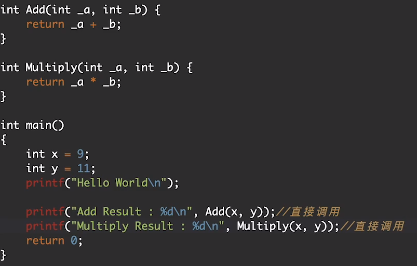 int Add(int _a, int _b) {
    return _a + _b;
}

int Multiply(int _a, int _b) {
    return _a * _b;
}

int main()
{
    int x = 9;
    int y = 11;
    printf("Hello World\n");

    printf("Add Result : %d\n", Add(x, y));//直接调用
    printf("Multiply Result : %d\n", Multiply(x, y));//直接调用
    return 0;
}